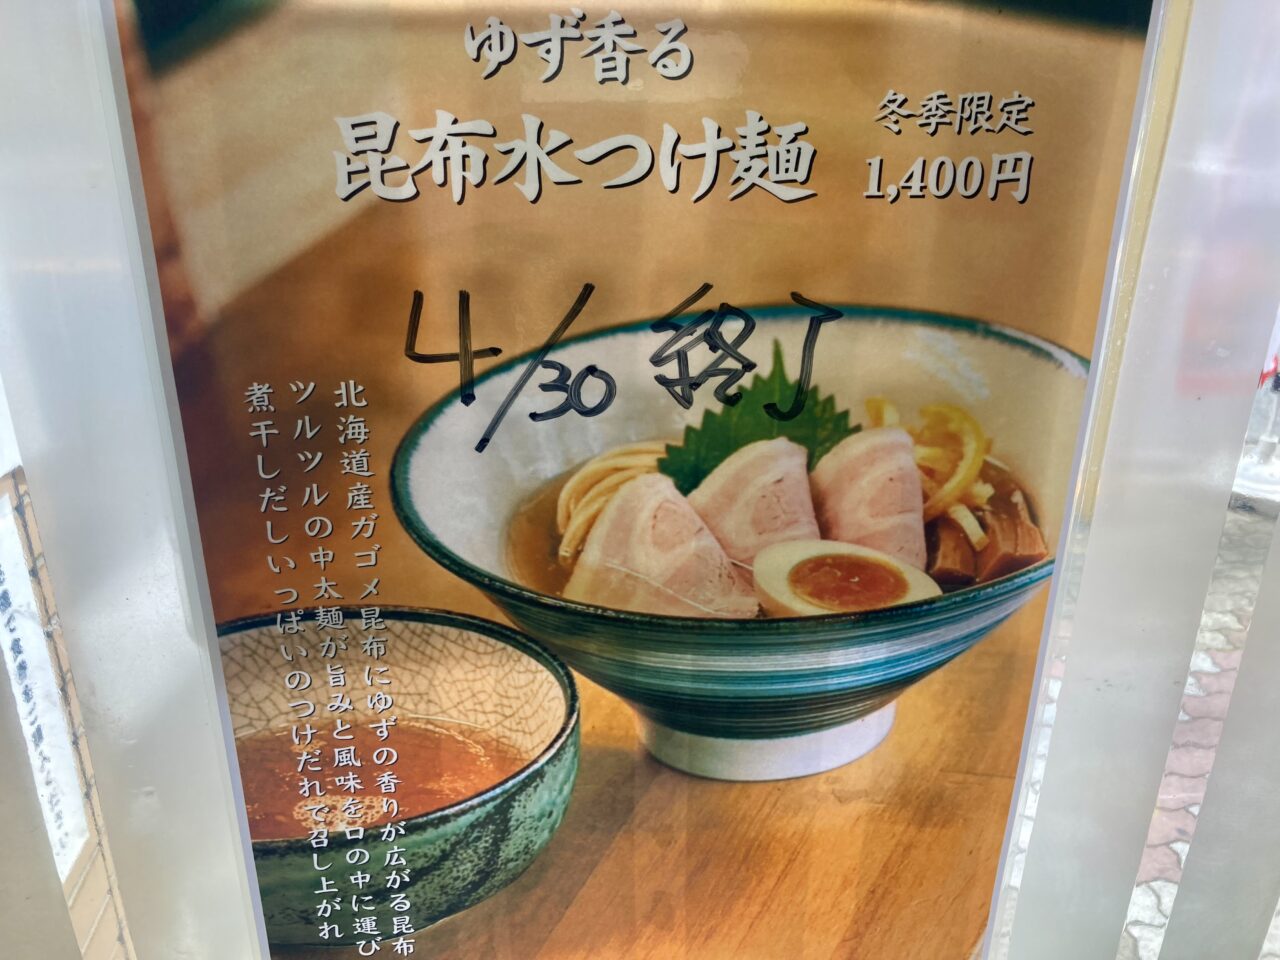 ゆず香る
昆布水つけ麺
冬季限定
1,400円
4/30 終了
北海道産ガゴメ昆布にゆずの香りが広がる昆布
ツルツルの中太麺が旨みと風味を口の中に運び
煮干しだしいっぱいのつけだれで召し上がれ